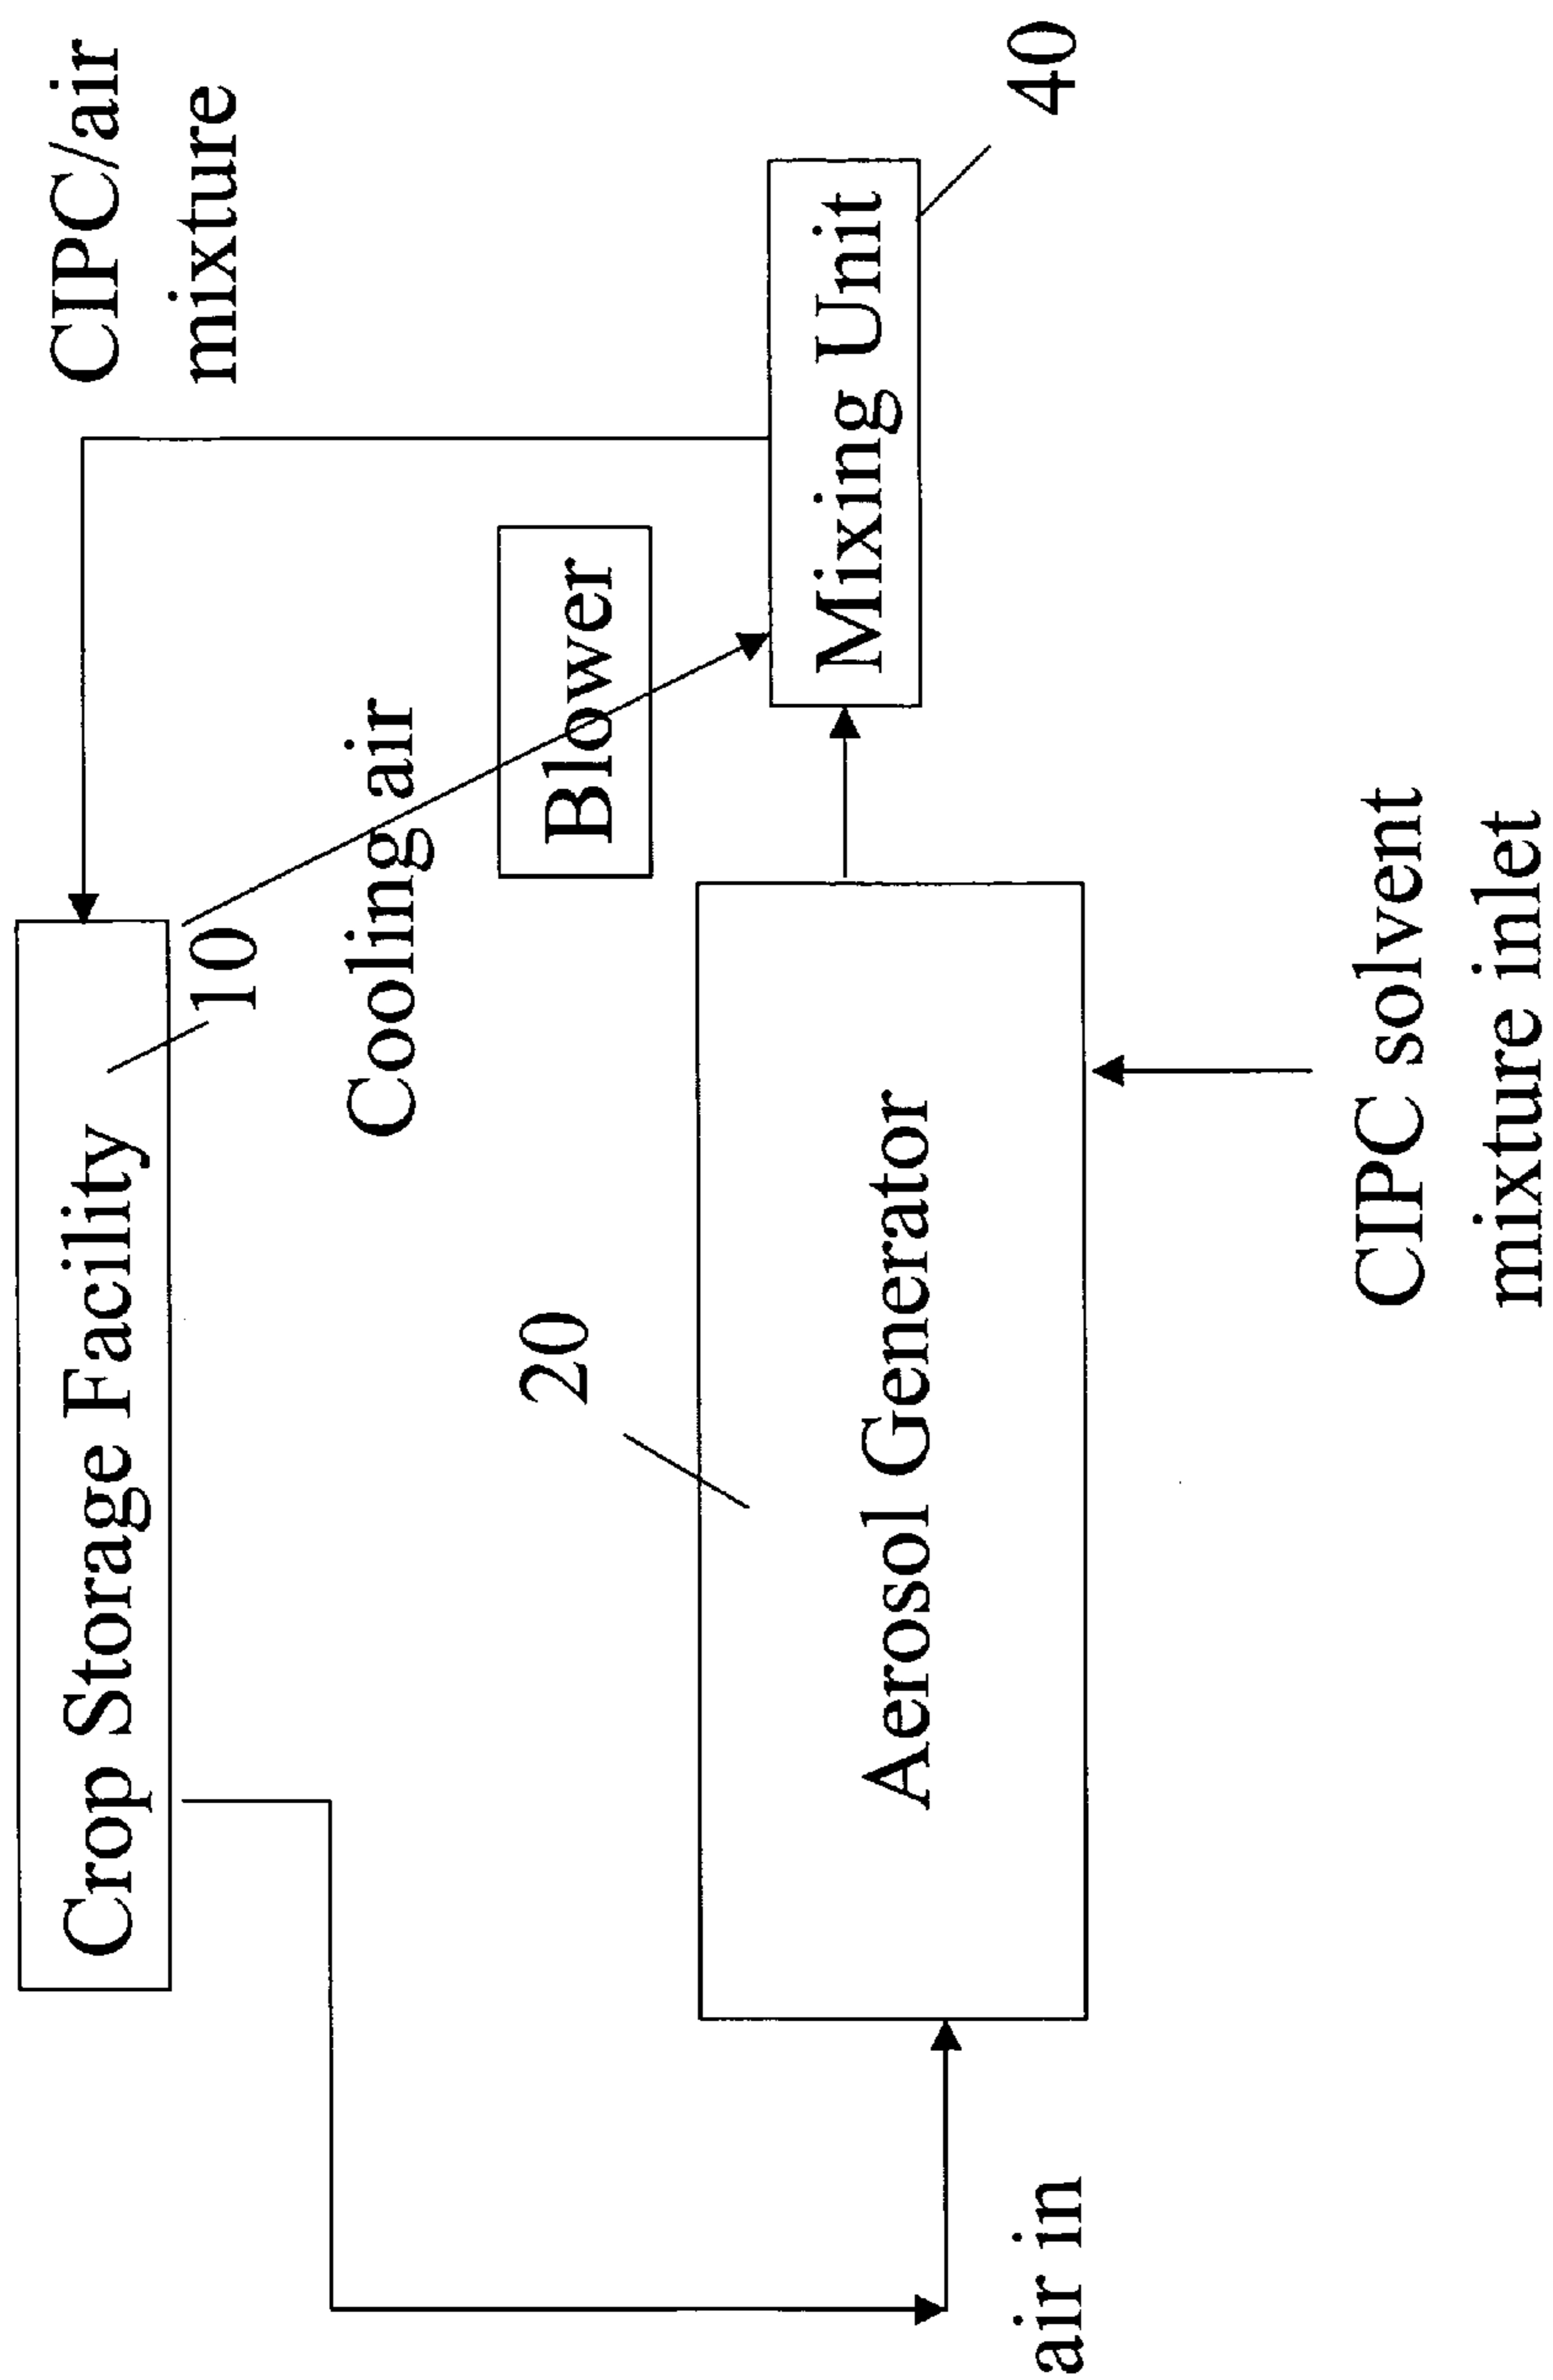 CIPC/air
mixture
Crop Storage Facility
10
Cooling air
Blower
20
Aerosol Generator
Mixing Unit
40
air in
CIPC solvent
mixture inlet